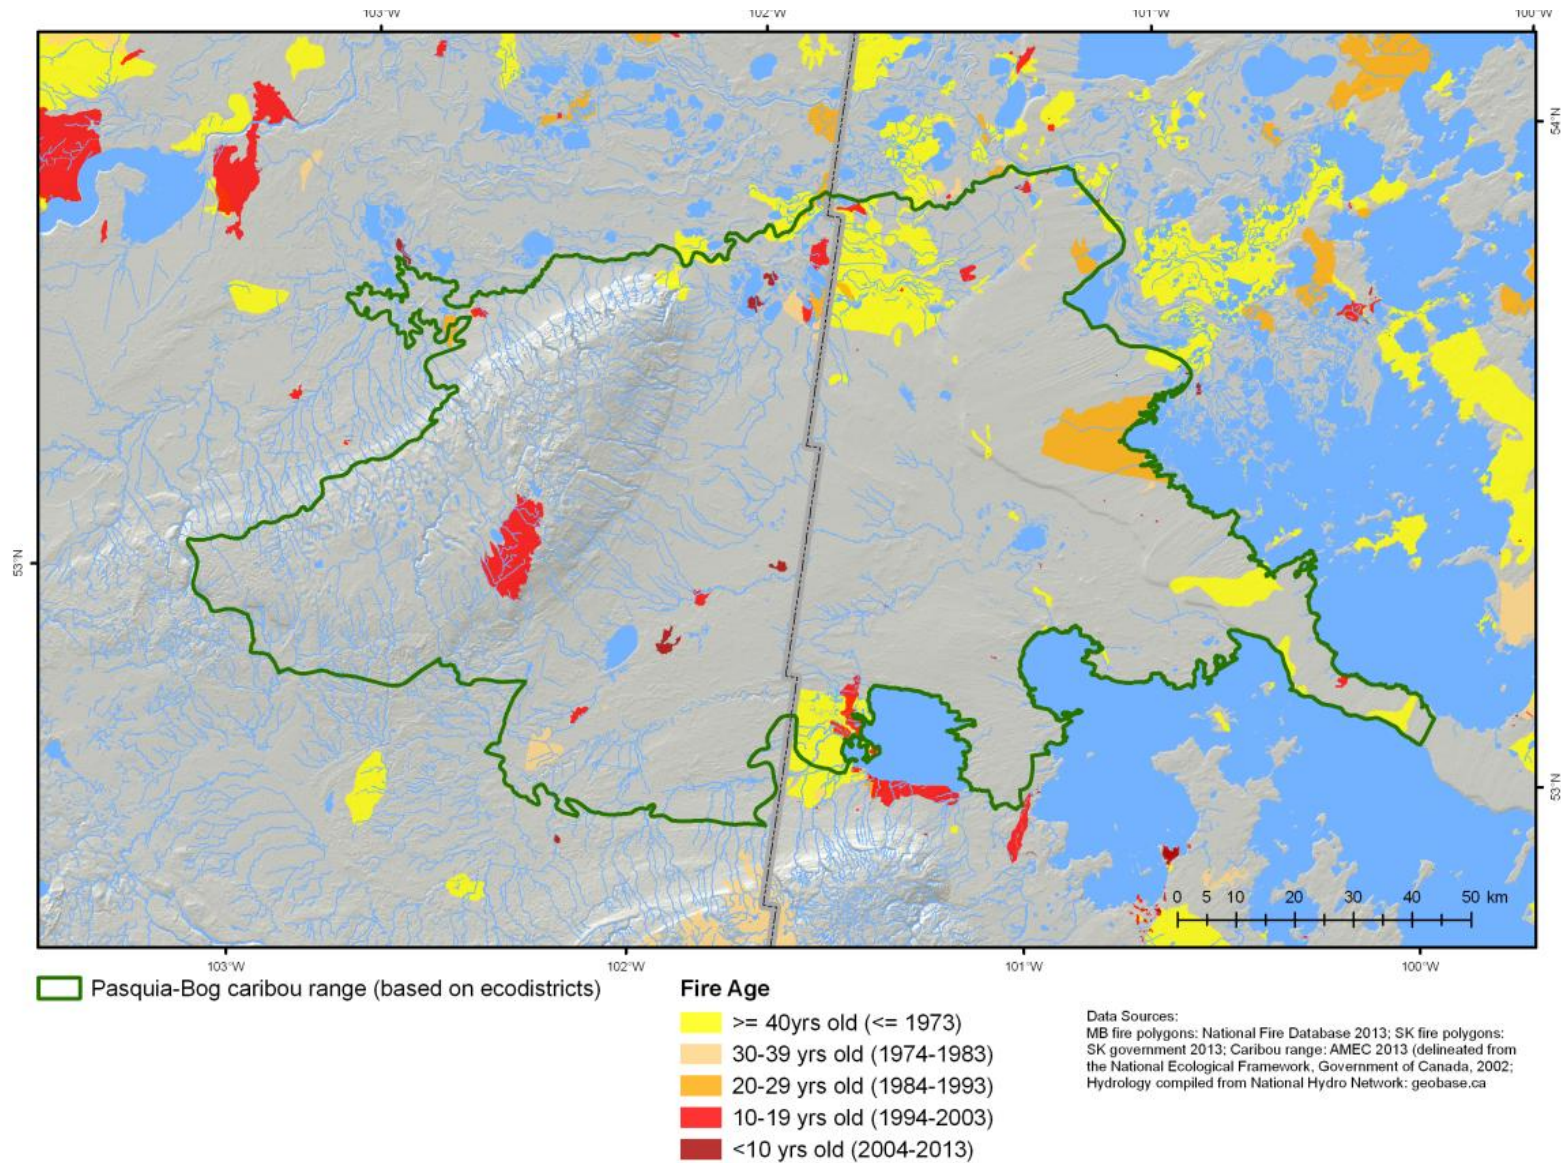 103°W 102°W 101°W 100°W
54°N
53°N
53°N
0 5 10 20 30 40 50 km
103°W 102°W 101°W 100°W
Pasquia-Bog caribou range (based on ecodistricts)
Fire Age
>= 40yrs old (<= 1973)
30-39 yrs old (1974-1983)
20-29 yrs old (1984-1993)
10-19 yrs old (1994-2003)
<10 yrs old (2004-2013)
Data Sources:
MB fire polygons: National Fire Database 2013; SK fire polygons:
SK government 2013; Caribou range: AMEC 2013 (delineated from
the National Ecological Framework, Government of Canada, 2002;
Hydrology compiled from National Hydro Network: geobase.ca